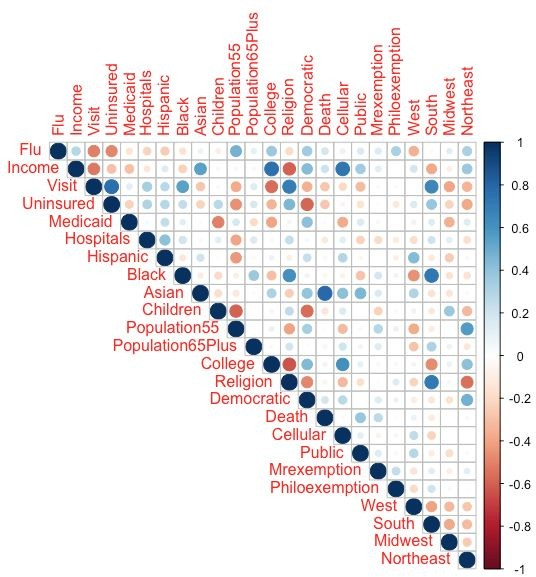 Flu
Income
Visit
Uninsured
Medicaid
Hospitals
Hispanic
Black
Asian
Children
Population55
Population65Plus
College
Religion
Democratic
Death
Cellular
Public
Mrexemption
Philoexemption
West
South
Midwest
Northeast
Flu
Income
Visit
Uninsured
Medicaid
Hospitals
Hispanic
Black
Asian
Children
Population55
Population65Plus
College
Religion
Democratic
Death
Cellular
Public
Mrexemption
Philoexemption
West
South
Midwest
Northeast
1
0.8
0.6
0.4
0.2
0
-0.2
-0.4
-0.6
-0.8
-1